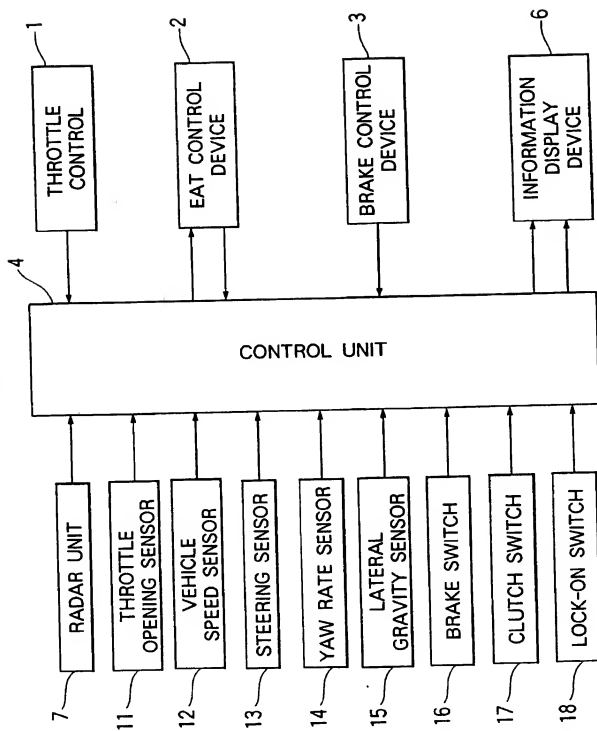 4
CONTROL UNIT
7
RADAR UNIT
11
THROTTLE
OPENING SENSOR
12
VEHICLE
SPEED SENSOR
13
STEERING SENSOR
14
YAW RATE SENSOR
15
LATERAL
GRAVITY SENSOR
16
BRAKE SWITCH
17
CLUTCH SWITCH
18
LOCK-ON SWITCH
1
THROTTLE
CONTROL
2
EAT CONTROL
DEVICE
3
BRAKE CONTROL
DEVICE
6
INFORMATION
DISPLAY
DEVICE